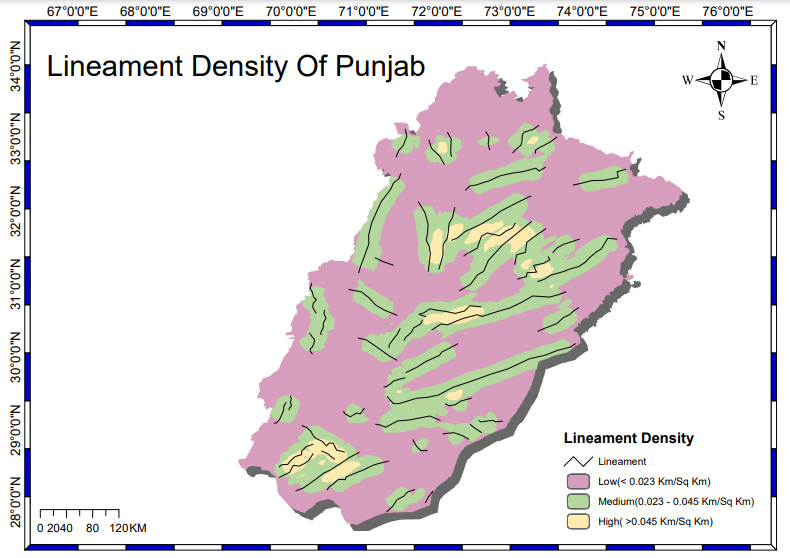 67°0'0"E 68°0'0"E 69°0'0"E 70°0'0"E 71°0'0"E 72°0'0"E 73°0'0"E 74°0'0"E 75°0'0"E 76°0'0"E
Lineament Density Of Punjab
N
W E
S
34°0'0"N
33°0'0"N
32°0'0"N
31°0'0"N
30°0'0"N
29°0'0"N
28°0'0"N
Lineament Density
Lineament
Low(< 0.023 Km/Sq Km)
Medium(0.023 - 0.045 Km/Sq Km)
High( >0.045 Km/Sq Km)
0 2040 80 120 KM